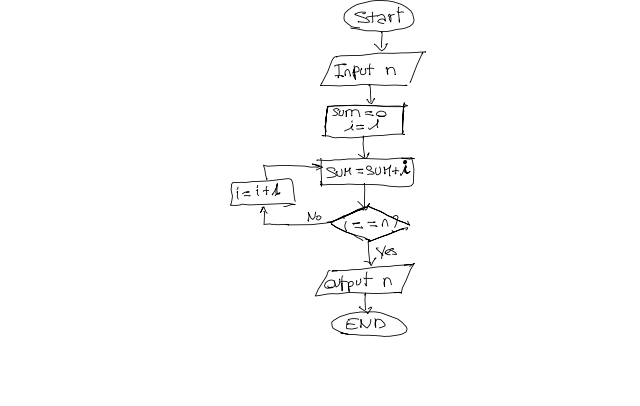 Start
Input n
sum=0
i=1
sum=sum+i
i=i+1
No
(==n)
Yes
output n
END